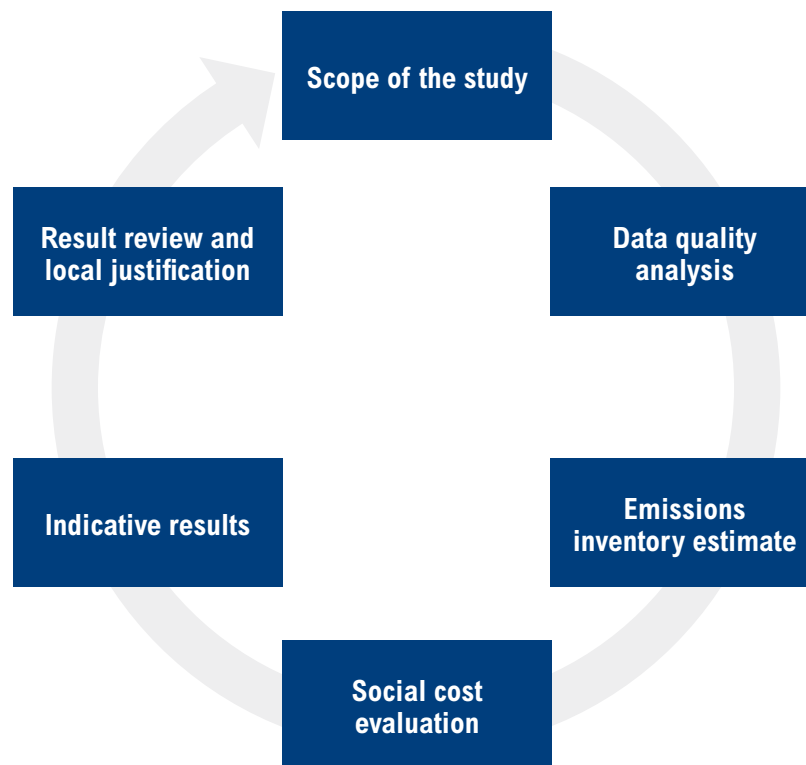 Scope of the study
Data quality
analysis
Emissions
inventory estimate
Social cost
evaluation
Indicative results
Result review and
local justification